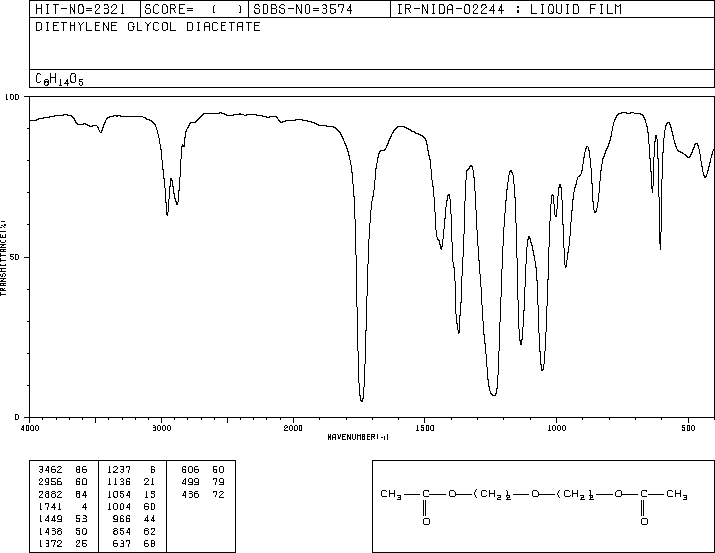 HIT-NO=2321 SCORE= ( ) SDBS-NO=3574 IR-NIDA-02244 : LIQUID FILM
DIETHYLENE GLYCOL DIACETATE
C8H14O5
100
50
0
TRANSMITTANCE(%)
4000 3000 2000 1500 1000 500
WAVENUMBER(-1)
3462 86 1237 6 606 50
2956 60 1136 21 499 79
2882 64 1054 15 436 72
1741 4 1004 60
1449 53 966 44
1438 50 854 62
1372 25 637 68
CH3—C—O—(CH2)2—O—(CH2)2—O—C—CH3
O O